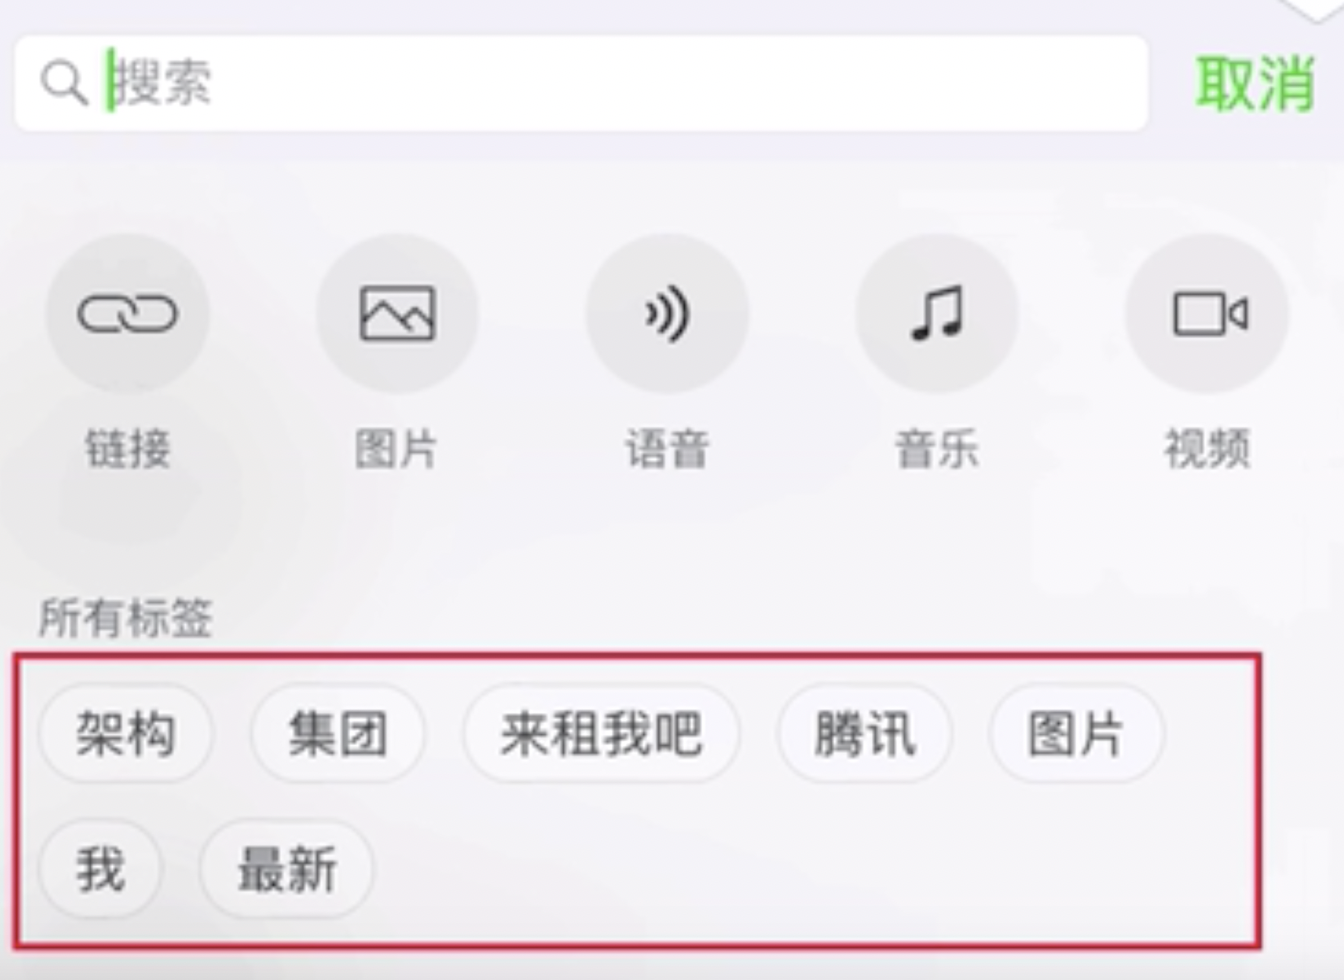 搜索 取消
链接 图片 语音 音乐 视频
所有标签
架构 集团 来租我吧 腾讯 图片
我 最新